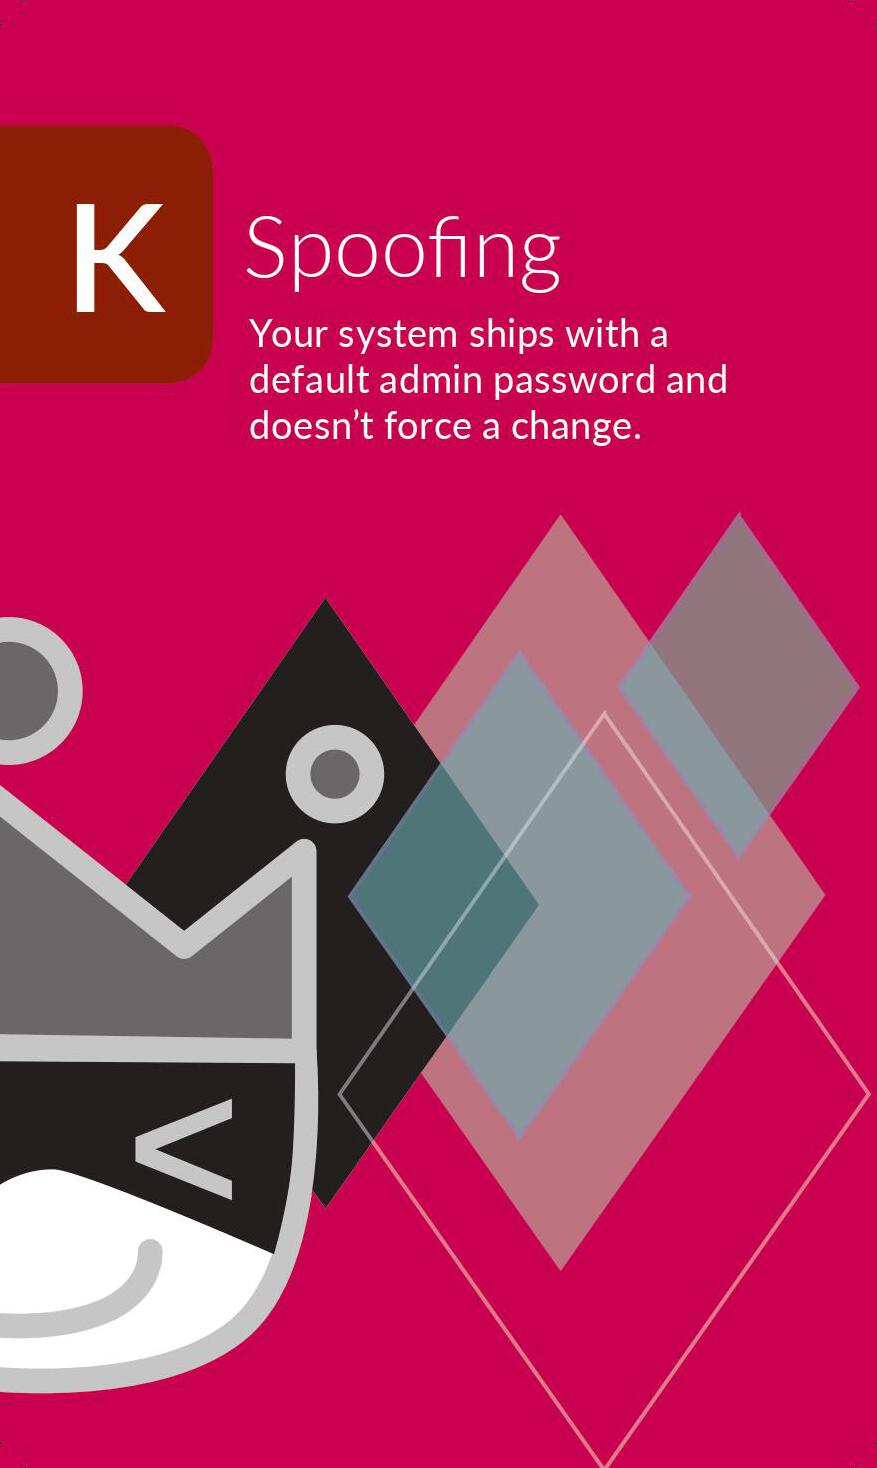 K
Spoofing
Your system ships with a
default admin password and
doesn’t force a change.